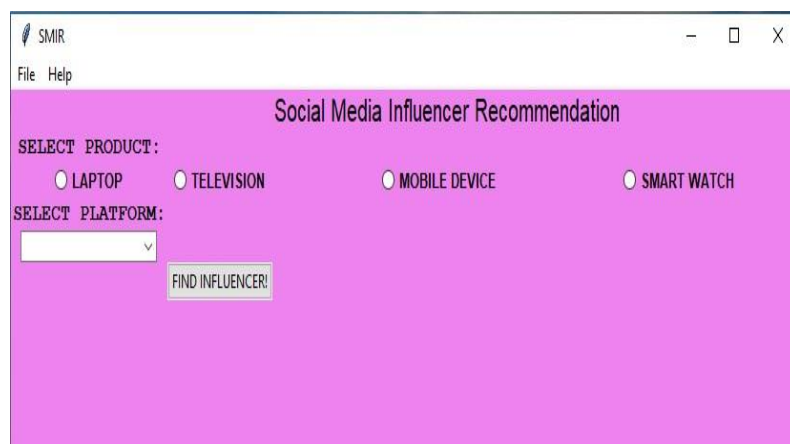 SMIR
File Help
Social Media Influencer Recommendation
SELECT PRODUCT:
LAPTOP TELEVISION MOBILE DEVICE SMART WATCH
SELECT PLATFORM:
FIND INFLUENCER!